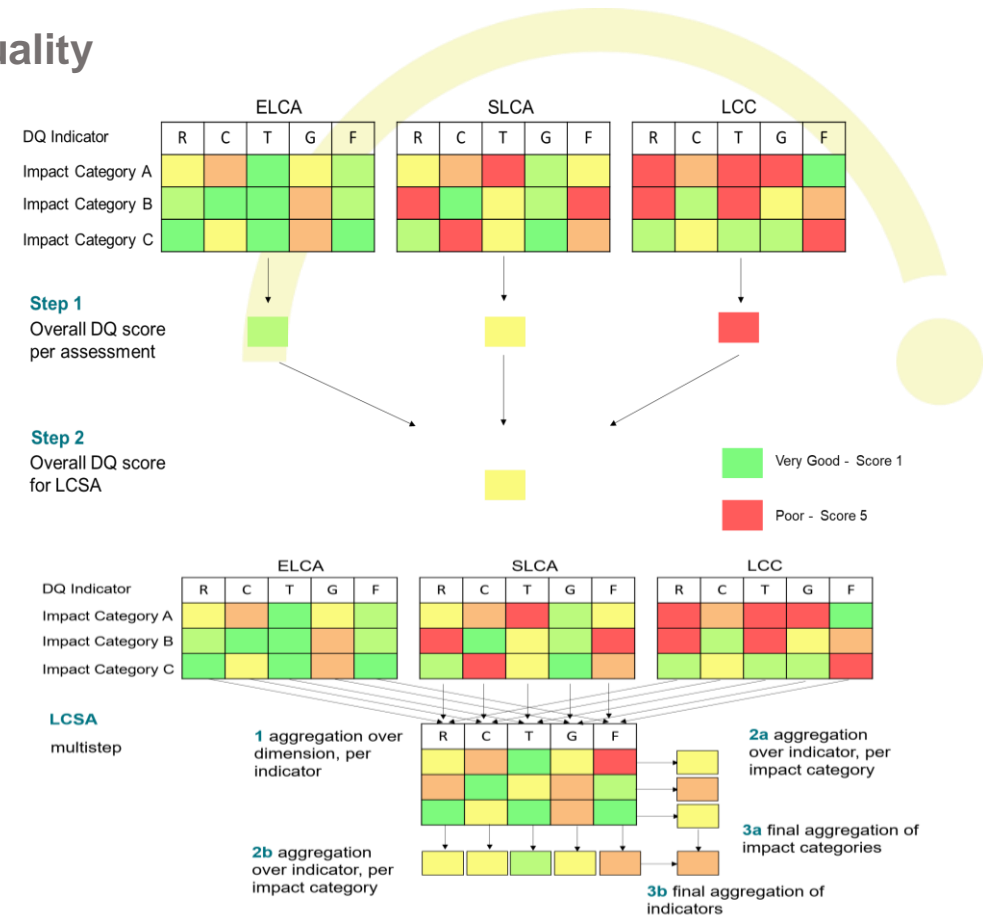 uality
ELCA SLCA LCC
DQ Indicator R C T G F R C T G F R C T G F
Impact Category A
Impact Category B
Impact Category C
Step 1
Overall DQ score
per assessment
Step 2
Overall DQ score
for LCSA
Very Good - Score 1
Poor - Score 5
ELCA SLCA LCC
DQ Indicator R C T G F R C T G F R C T G F
Impact Category A
Impact Category B
Impact Category C
LCSA
multistep
1 aggregation over
dimension, per
indicator
R C T G F
2a aggregation
over indicator, per
impact category
3a final aggregation of
impact categories
2b aggregation
over indicator, per
impact category
3b final aggregation of
indicators